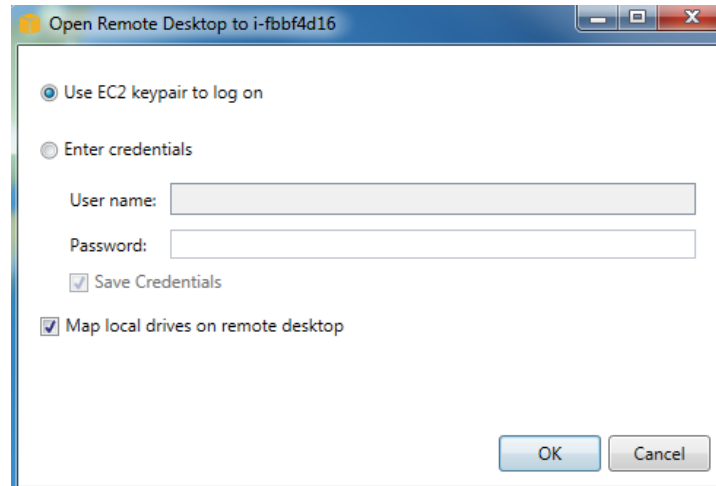 Open Remote Desktop to i-fbbf4d16
Use EC2 keypair to log on
Enter credentials
User name:
Password:
Save Credentials
Map local drives on remote desktop
OK Cancel